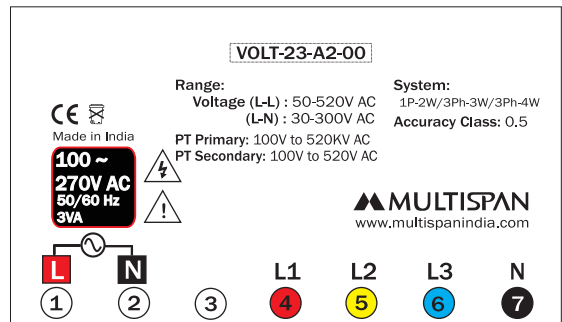 VOLT-23-A2-00
Range:
Voltage (L-L) : 50-520V AC
(L-N) : 30-300V AC
PT Primary: 100V to 520KV AC
PT Secondary: 100V to 520V AC
System:
1P-2W/3Ph-3W/3Ph-4W
Accuracy Class: 0.5
CE
Made in India
100 ~
270V AC
50/60 Hz
3VA
MULTISPAN
www.multispanindia.com
L N L1 L2 L3 N
1 2 3 4 5 6 7